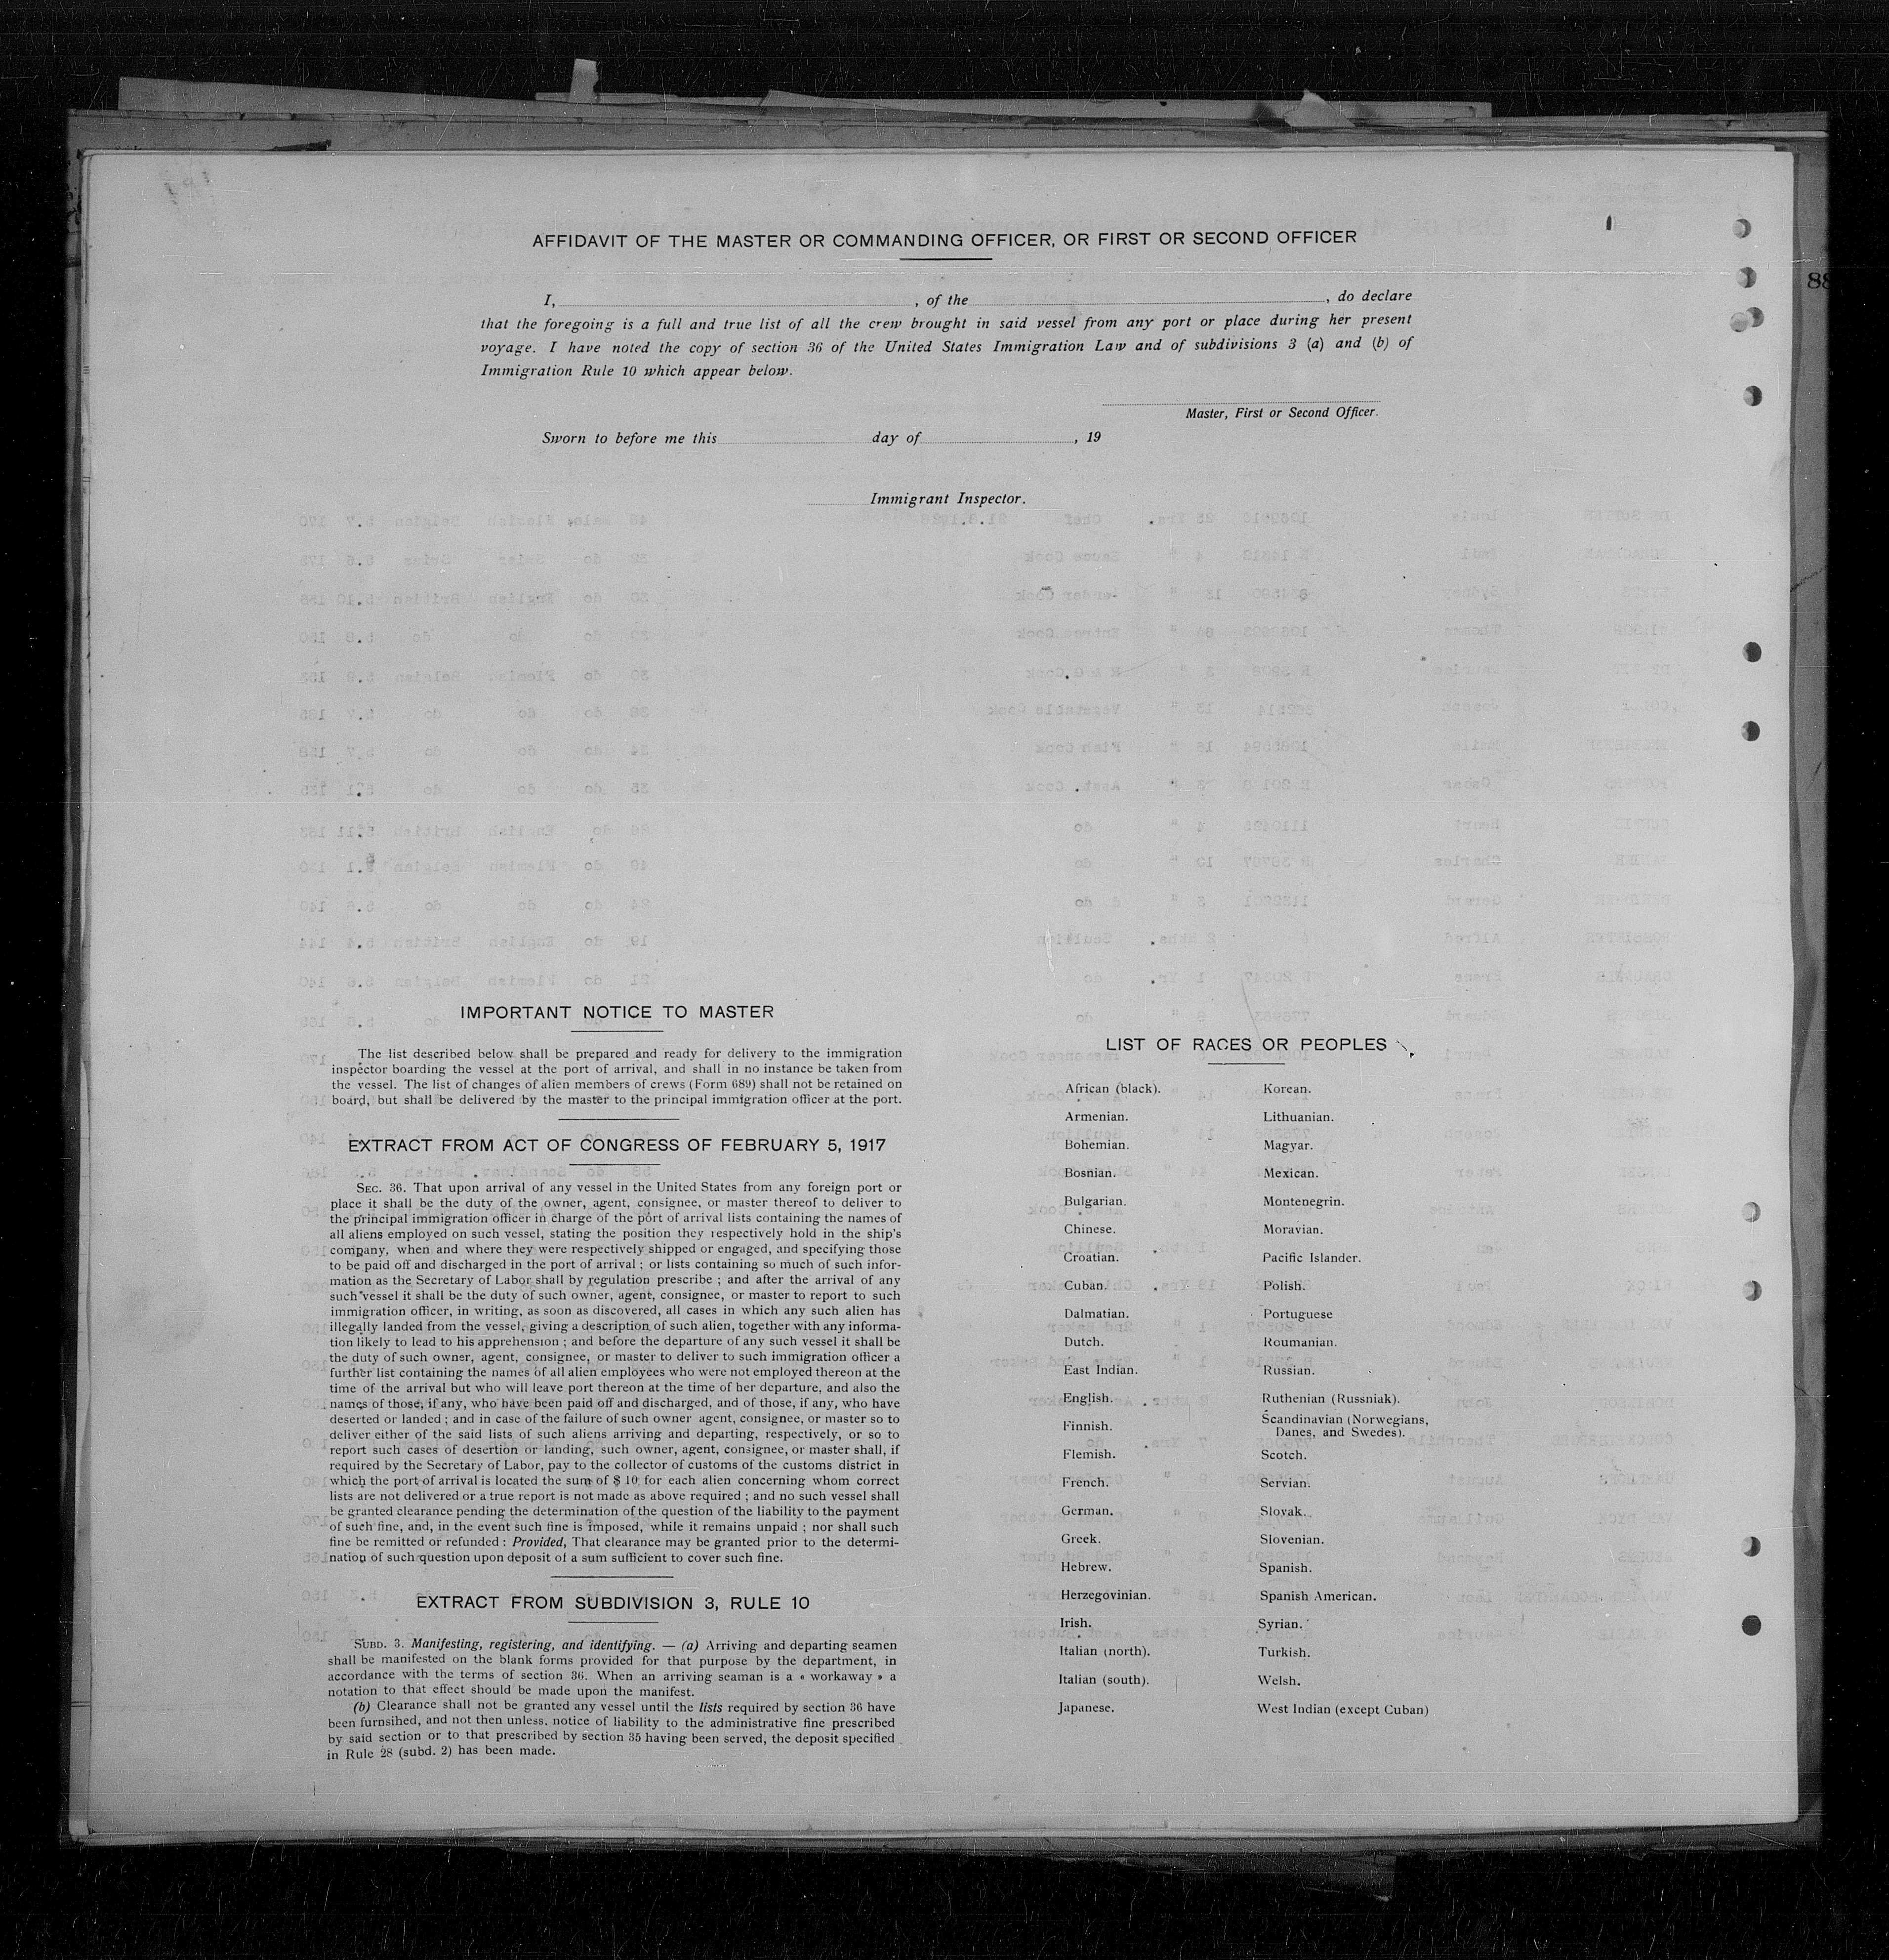 AFFIDAVIT OF THE MASTER OR COMMANDING OFFICER, OR FIRST OR SECOND OFFICER
I, , of the , do declare
that the foregoing is a full and true list of all the crew brought in said vessel from any port or place during her present
voyage. I have noted the copy of section 36 of the United States Immigration Law and of subdivisions 3 (a) and (b) of
Immigration Rule 10 which appear below.
Master, First or Second Officer.
Sworn to before me this day of , 19
Immigrant Inspector.
88
IMPORTANT NOTICE TO MASTER
The list described below shall be prepared and ready for delivery to the immigration
inspector boarding the vessel at the port of arrival, and shall in no instance be taken from
the vessel. The list of changes of alien members of crews (Form 689) shall not be retained on
board, but shall be delivered by the master to the principal immigration officer at the port.
EXTRACT FROM ACT OF CONGRESS OF FEBRUARY 5, 1917
SEC. 36. That upon arrival of any vessel in the United States from any foreign port or
place it shall be the duty of the owner, agent, consignee, or master thereof to deliver to
the principal immigration officer in charge of the port of arrival lists containing the names of
all aliens employed on such vessel, stating the position they respectively hold in the ship's
company, when and where they were respectively shipped or engaged, and specifying those
to be paid off and discharged in the port of arrival ; or lists containing so much of such infor-
mation as the Secretary of Labor shall by regulation prescribe ; and after the arrival of any
such vessel it shall be the duty of such owner, agent, consignee, or master to report to such
immigration officer, in writing, as soon as discovered, all cases in which any such alien has
illegally landed from the vessel, giving a description of such alien, together with any informa-
tion likely to lead to his apprehension ; and before the departure of any such vessel it shall be
the duty of such owner, agent, consignee, or master to deliver to such immigration officer a
further list containing the names of all alien employees who were not employed thereon at the
time of the arrival but who will leave port thereon at the time of her departure, and also the
names of those, if any, who have been paid off and discharged, and of those, if any, who have
deserted or landed ; and in case of the failure of such owner agent, consignee, or master so to
deliver either of the said lists of such aliens arriving and departing, respectively, or so to
report such cases of desertion or landing, such owner, agent, consignee, or master shall, if
required by the Secretary of Labor, pay to the collector of customs of the customs district in
which the port of arrival is located the sum of $ 10 for each alien concerning whom correct
lists are not delivered or a true report is not made as above required ; and no such vessel shall
be granted clearance pending the determination of the question of the liability to the payment
of such fine, and, in the event such fine is imposed, while it remains unpaid ; nor shall such
fine be remitted or refunded : Provided, That clearance may be granted prior to the determi-
nation of such question upon deposit of a sum sufficient to cover such fine.
EXTRACT FROM SUBDIVISION 3, RULE 10
SUBD. 3. Manifesting, registering, and identifying. — (a) Arriving and departing seamen
shall be manifested on the blank forms provided for that purpose by the department, in
accordance with the terms of section 36. When an arriving seaman is a « workaway » a
notation to that effect should be made upon the manifest.
(b) Clearance shall not be granted any vessel until the lists required by section 36 have
been furnsihed, and not then unless, notice of liability to the administrative fine prescribed
by said section or to that prescribed by section 35 having been served, the deposit specified
in Rule 28 (subd. 2) has been made.
LIST OF RACES OR PEOPLES
African (black).
Armenian.
Bohemian.
Bosnian.
Bulgarian.
Chinese.
Croatian.
Cuban.
Dalmatian.
Dutch.
East Indian.
English.
Finnish.
Flemish.
French.
German.
Greek.
Hebrew.
Herzegovinian.
Irish.
Italian (north).
Italian (south).
Japanese.
Korean.
Lithuanian.
Magyar.
Mexican.
Montenegrin.
Moravian.
Pacific Islander.
Polish.
Portuguese
Roumanian.
Russian.
Ruthenian (Russniak).
Scandinavian (Norwegians,
Danes, and Swedes).
Scotch.
Servian.
Slovak.
Slovenian.
Spanish.
Spanish American.
Syrian.
Turkish.
Welsh.
West Indian (except Cuban)